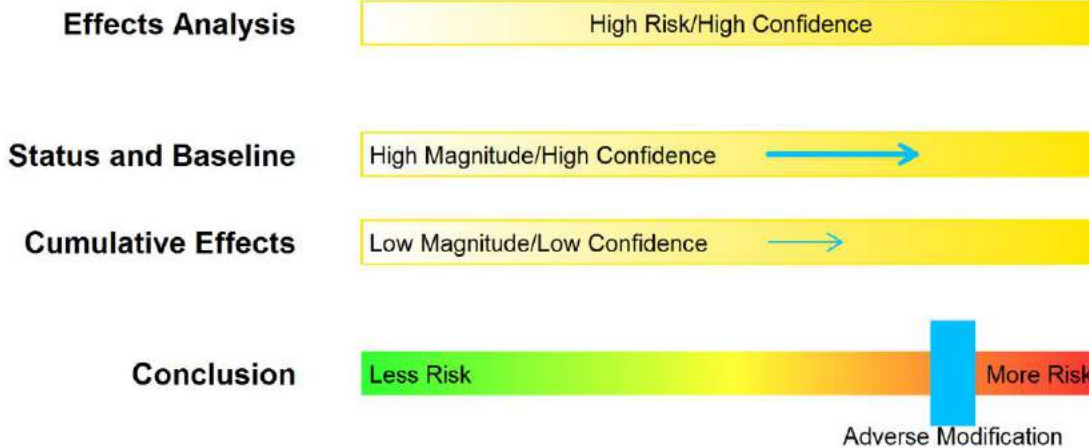 Effects Analysis High Risk/High Confidence
Status and Baseline High Magnitude/High Confidence
Cumulative Effects Low Magnitude/Low Confidence
Conclusion Less Risk More Risk
Adverse Modification